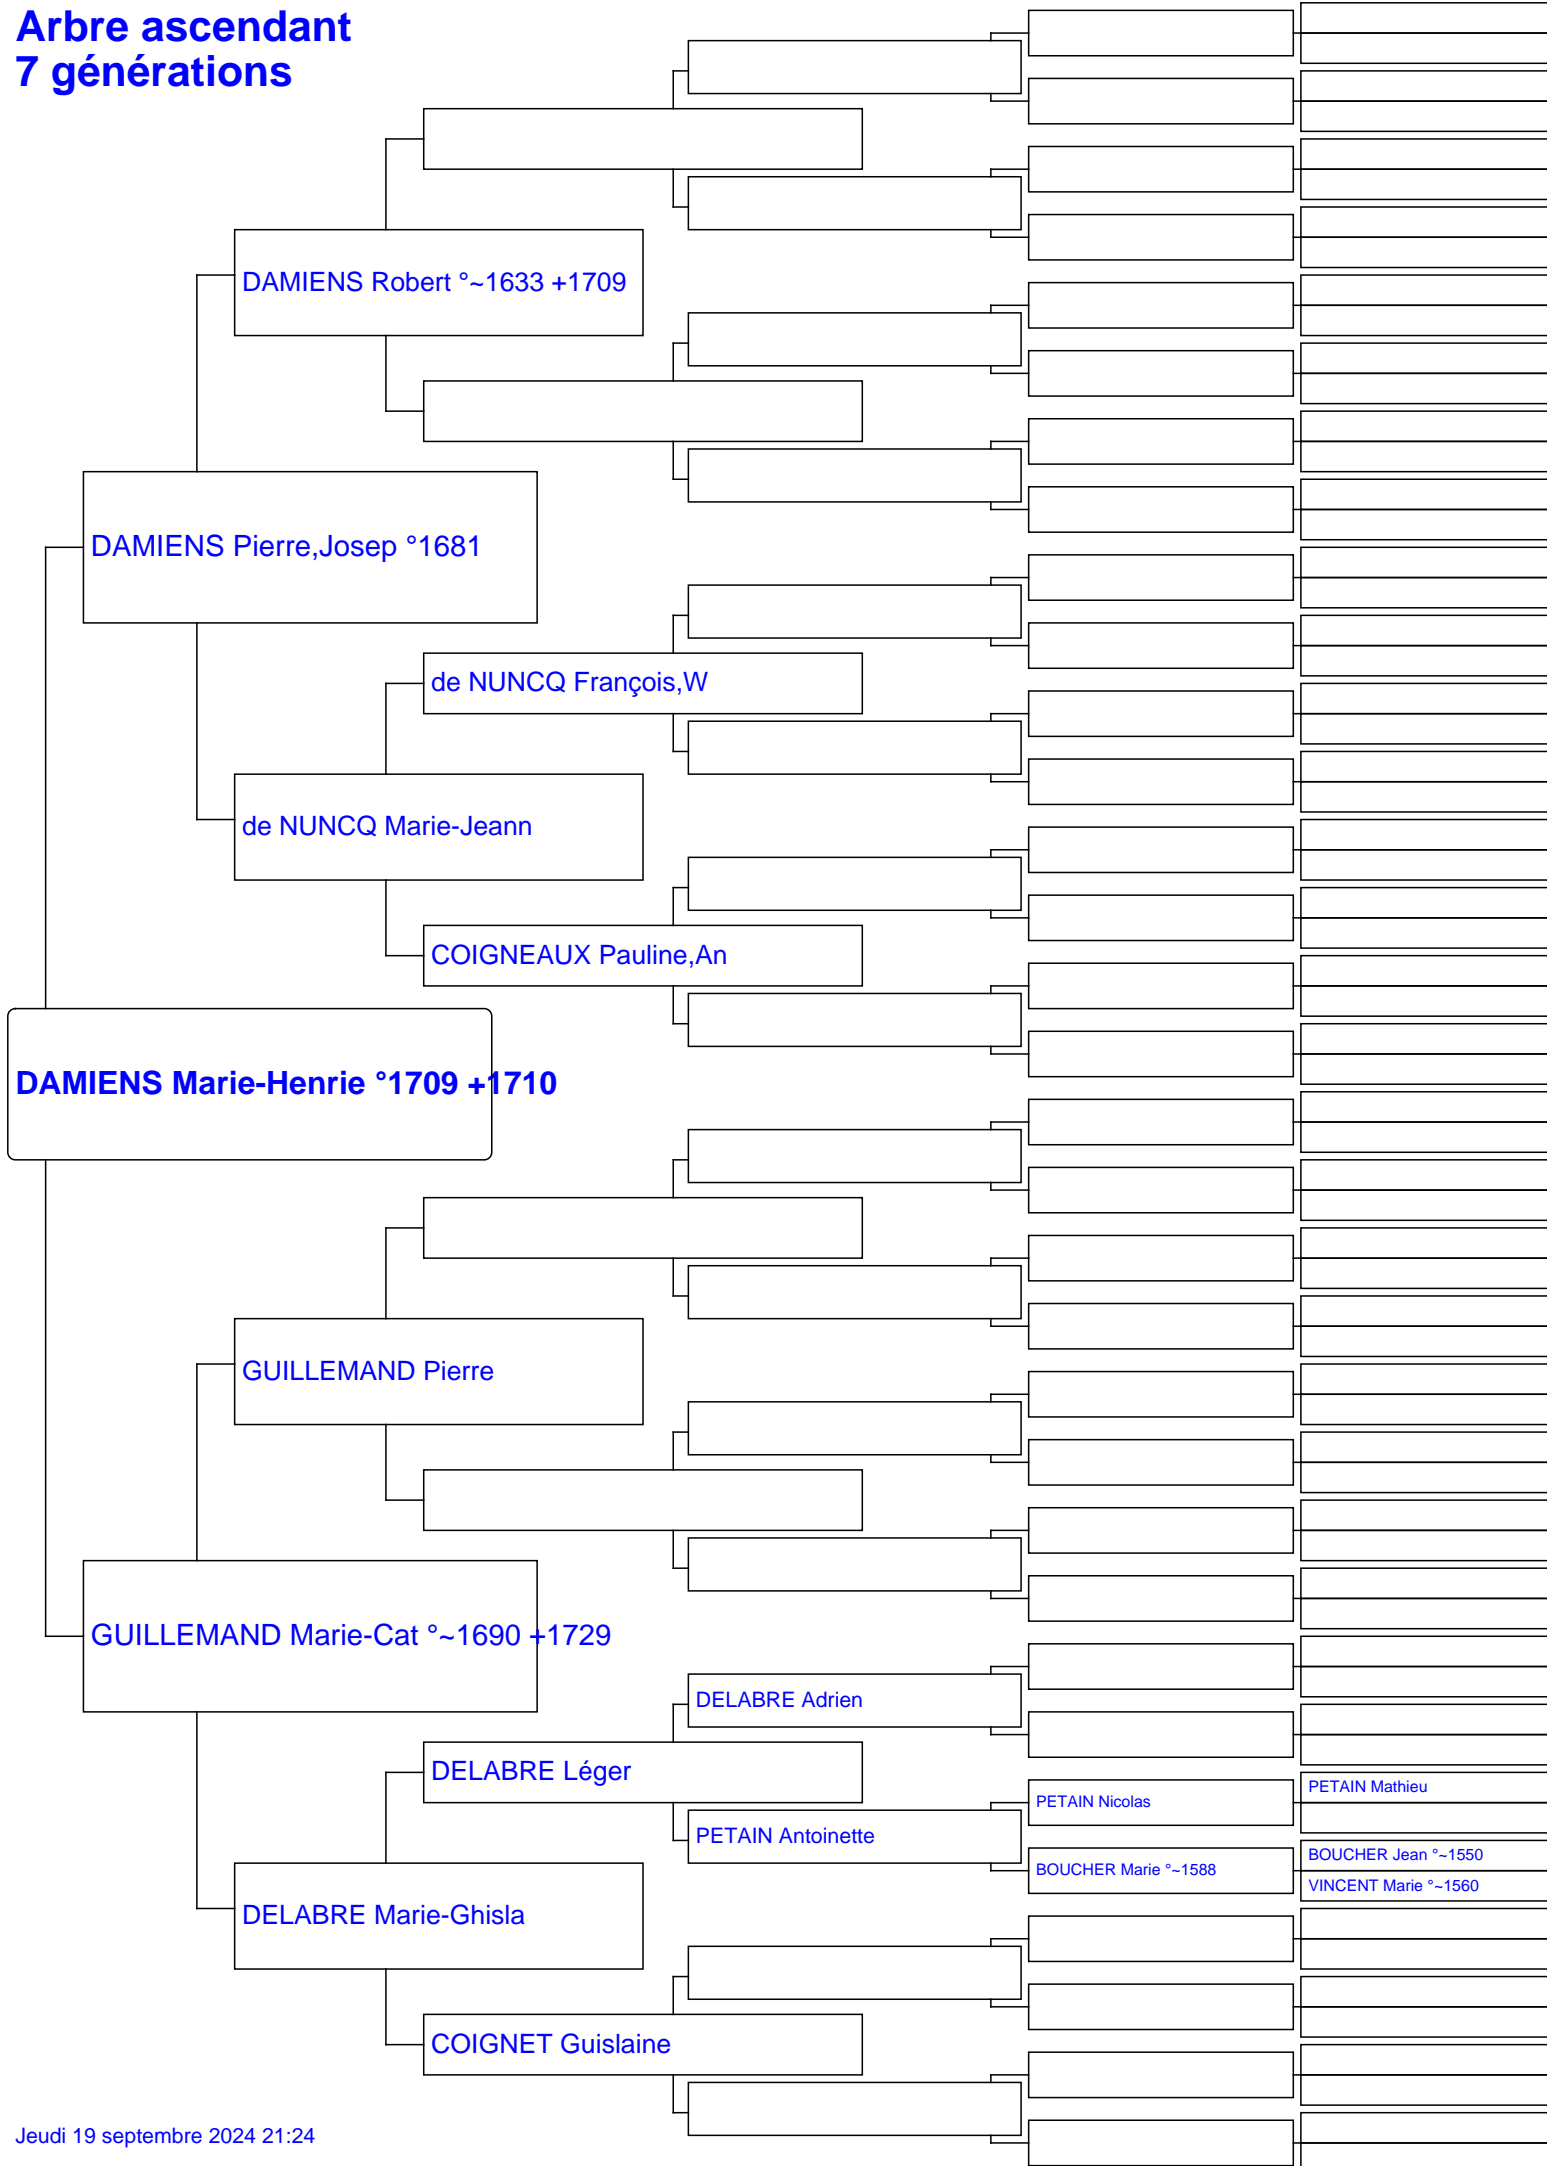 Arbre ascendant
7 générations
DAMIENS Robert °~1633 +1709
DAMIENS Pierre,Josep °1681
de NUNCQ François,W
de NUNCQ Marie-Jeann
COIGNEAUX Pauline,An
DAMIENS Marie-Henrie °1709 +1710
GUILLEMAND Pierre
GUILLEMAND Marie-Cat °~1690 +1729
DELABRE Adrien
DELABRE Léger
PETAIN Mathieu
PETAIN Nicolas
PETAIN Antoinette
BOUCHER Jean °~1550
BOUCHER Marie °~1588
VINCENT Marie °~1560
DELABRE Marie-Ghisla
COIGNET Guislaine
Jeudi 19 septembre 2024 21:24